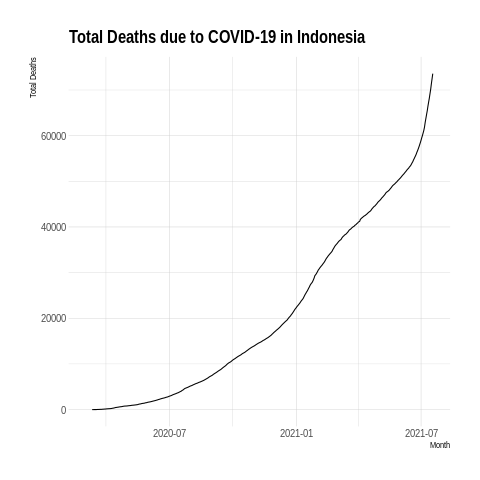 Total Deaths due to COVID-19 in Indonesia
Total Deaths
60000
40000
20000
0
2020-07 2021-01 2021-07
Month